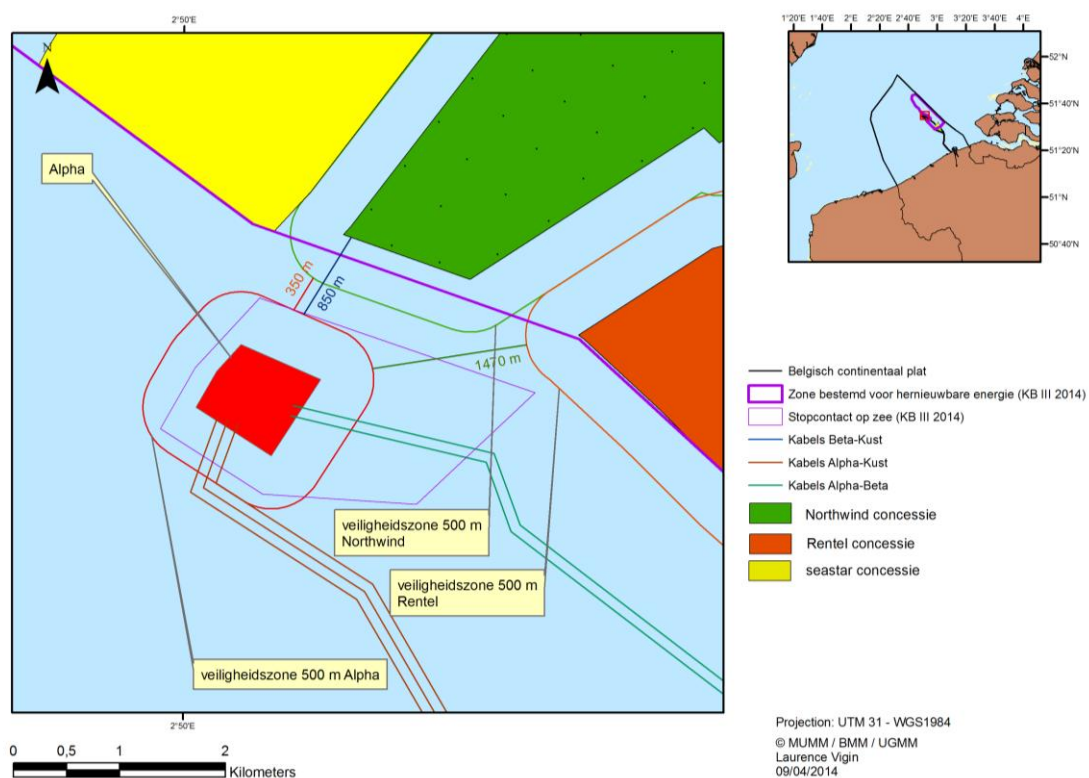 2°50'E
N
Alpha
350 m
850 m
1470 m
veiligheidszone 500 m
Northwind
veiligheidszone 500 m
Rentel
veiligheidszone 500 m Alpha
2°50'E
0 0,5 1 2
Kilometers
1°20'E 1°40'E 2°E 2°20'E 2°40'E 3°E 3°20'E 3°40'E 4°E
52°N
51°40'N
51°20'N
51°N
50°40'N
Belgisch continentaal plat
Zone bestemd voor hernieuwbare energie (KB III 2014)
Stopcontact op zee (KB III 2014)
Kabels Beta-Kust
Kabels Alpha-Kust
Kabels Alpha-Beta
Northwind concessie
Rentel concessie
seastar concessie
Projection: UTM 31 - WGS1984
© MUMM / BMM / UGMM
Laurence Vigin
09/04/2014